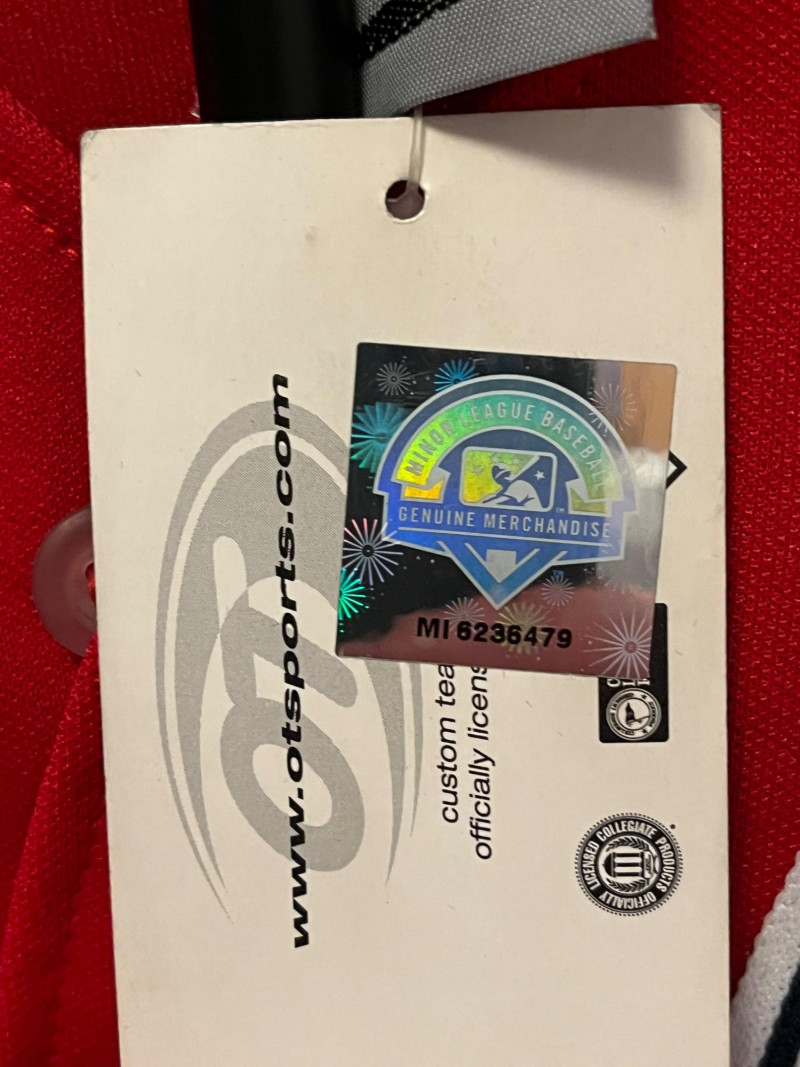 MINOR LEAGUE BASEBALL
GENUINE MERCHANDISE
MI 6236479
www.otsports.com
custom tea
officially licens
OFFICIALLY LICENSED COLLEGIATE PRODUCTS